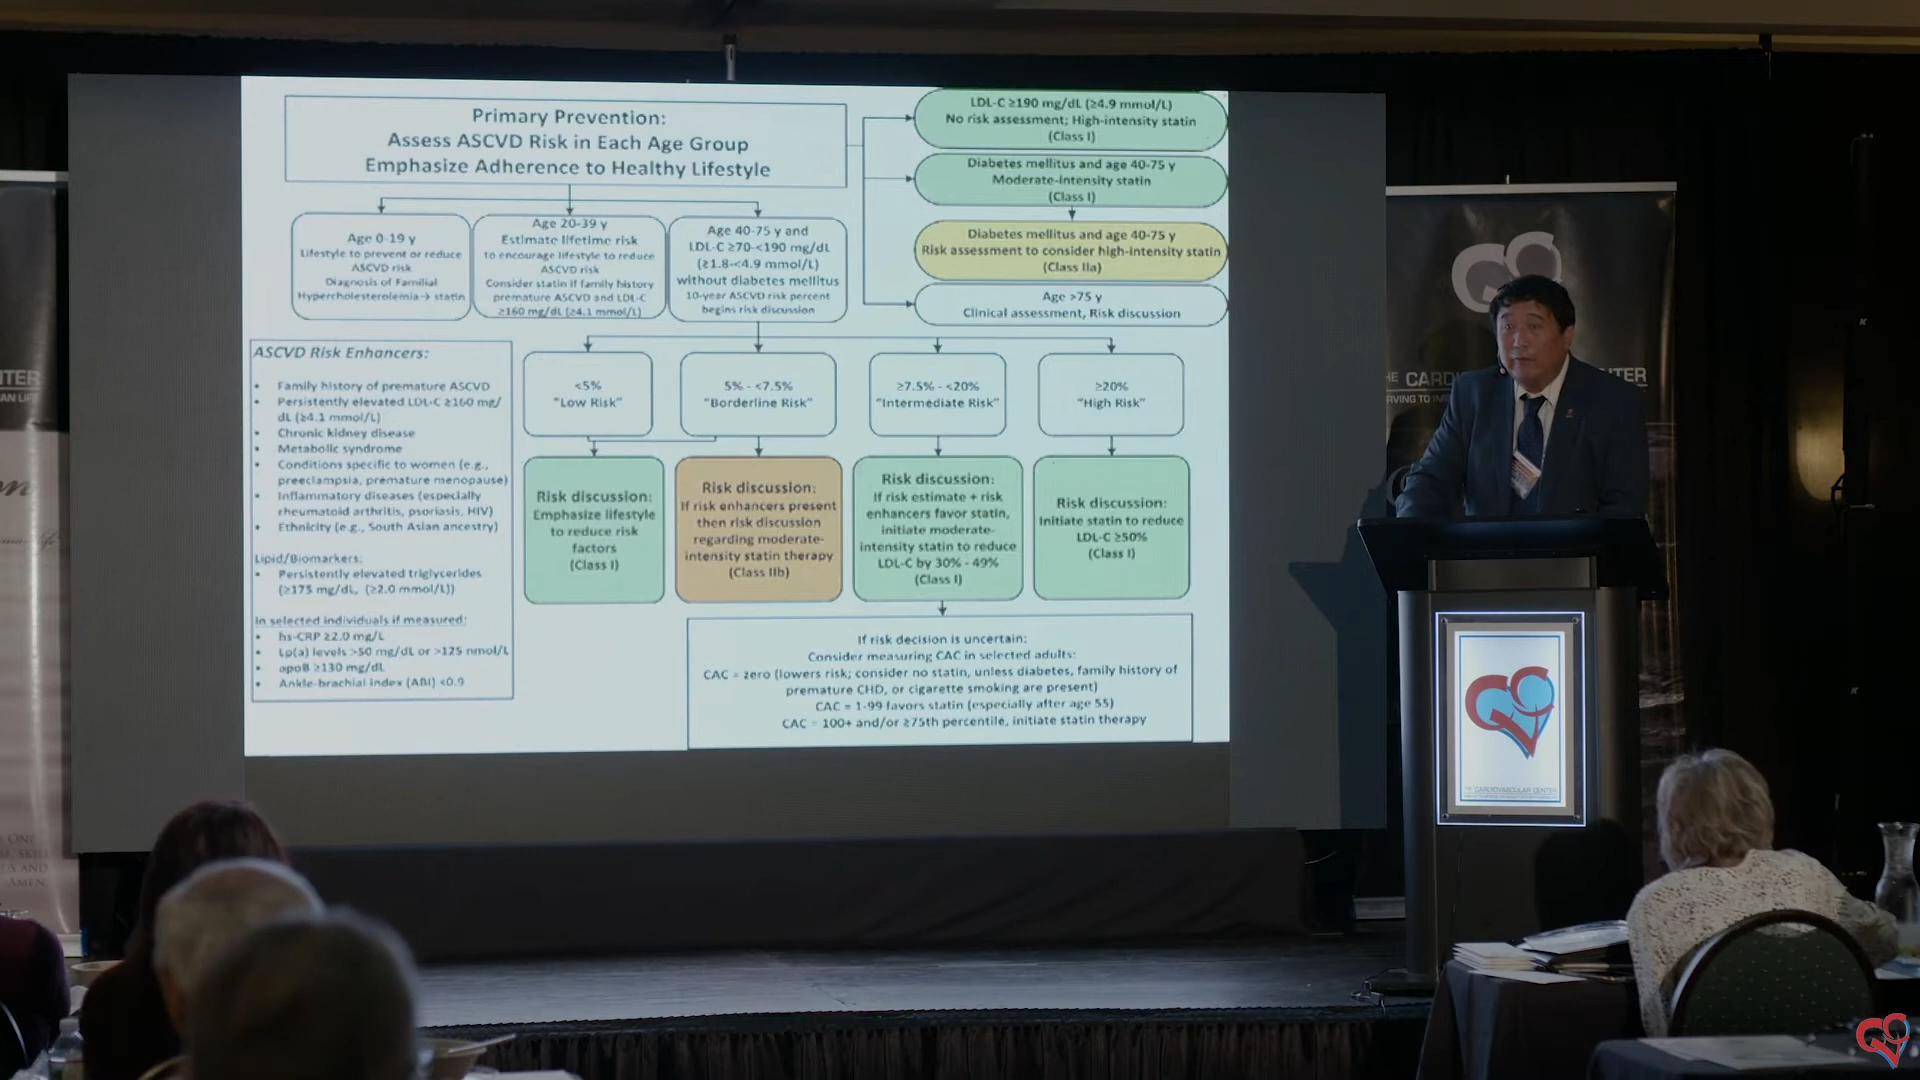 Primary Prevention:
Assess ASCVD Risk in Each Age Group
Emphasize Adherence to Healthy Lifestyle
LDL-C ≥190 mg/dL (≥4.9 mmol/L)
No risk assessment; High-intensity statin
(Class I)
Diabetes mellitus and age 40-75 y
Moderate-intensity statin
(Class I)
Diabetes mellitus and age 40-75 y
Risk assessment to consider high-intensity statin
(Class IIa)
Age >75 y
Clinical assessment, Risk discussion
Age 0-19 y
Lifestyle to prevent or reduce
ASCVD risk
Diagnosis of Familial
Hypercholesterolemia→ statin
Age 20-39 y
Estimate lifetime risk
to encourage lifestyle to reduce
ASCVD risk
Consider statin if family history
premature ASCVD and LDL-C
≥160 mg/dL (≥4.1 mmol/L)
Age 40-75 y and
LDL-C ≥70-<190 mg/dL
(≥1.8-<4.9 mmol/L)
without diabetes mellitus
10-year ASCVD risk percent
begins risk discussion
ASCVD Risk Enhancers:
• Family history of premature ASCVD
• Persistently elevated LDL-C ≥160 mg/
dL (≥4.1 mmol/L)
• Chronic kidney disease
• Metabolic syndrome
• Conditions specific to women (e.g.,
preeclampsia, premature menopause)
• Inflammatory diseases (especially
rheumatoid arthritis, psoriasis, HIV)
• Ethnicity (e.g., South Asian ancestry)
Lipid/Biomarkers:
• Persistently elevated triglycerides
(≥175 mg/dL, (≥2.0 mmol/L))
In selected individuals if measured:
• hs-CRP ≥2.0 mg/L
• Lp(a) levels >50 mg/dL or >125 nmol/L
• apoB ≥130 mg/dL
• Ankle-brachial index (ABI) <0.9
<5%
"Low Risk"
5% - <7.5%
"Borderline Risk"
≥7.5% - <20%
"Intermediate Risk"
≥20%
"High Risk"
Risk discussion:
Emphasize lifestyle
to reduce risk
factors
(Class I)
Risk discussion:
If risk enhancers present
then risk discussion
regarding moderate-
intensity statin therapy
(Class IIb)
Risk discussion:
If risk estimate + risk
enhancers favor statin,
initiate moderate-
intensity statin to reduce
LDL-C by 30% - 49%
(Class I)
Risk discussion:
Initiate statin to reduce
LDL-C ≥50%
(Class I)
If risk decision is uncertain:
Consider measuring CAC in selected adults:
CAC = zero (lowers risk; consider no statin, unless diabetes, family history of
premature CHD, or cigarette smoking are present)
CAC = 1-99 favors statin (especially after age 55)
CAC = 100+ and/or ≥75th percentile, initiate statin therapy
THE CARDIOVASCULAR CENTER